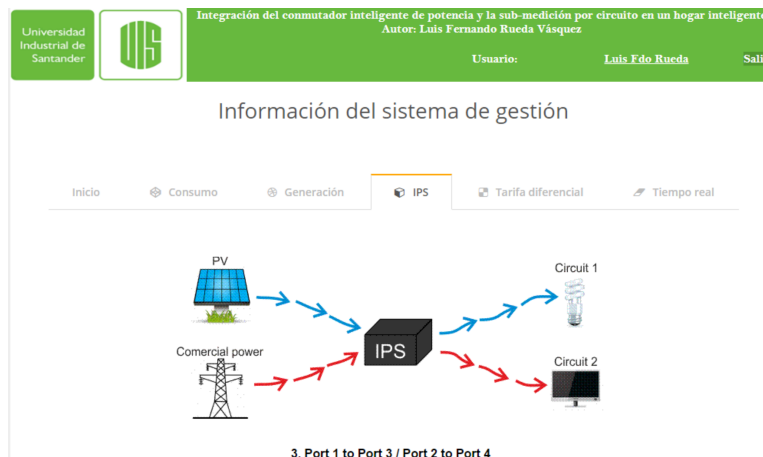 Universidad
Industrial de
Santander
UIS
Integración del conmutador inteligente de potencia y la sub-medición por circuito en un hogar inteligente
Autor: Luis Fernando Rueda Vásquez
Usuario: Luis Fdo Rueda Sali
Información del sistema de gestión
Inicio Consumo Generación IPS Tarifa diferencial Tiempo real
PV
Circuit 1
IPS
Comercial power
Circuit 2
3. Port 1 to Port 3 / Port 2 to Port 4